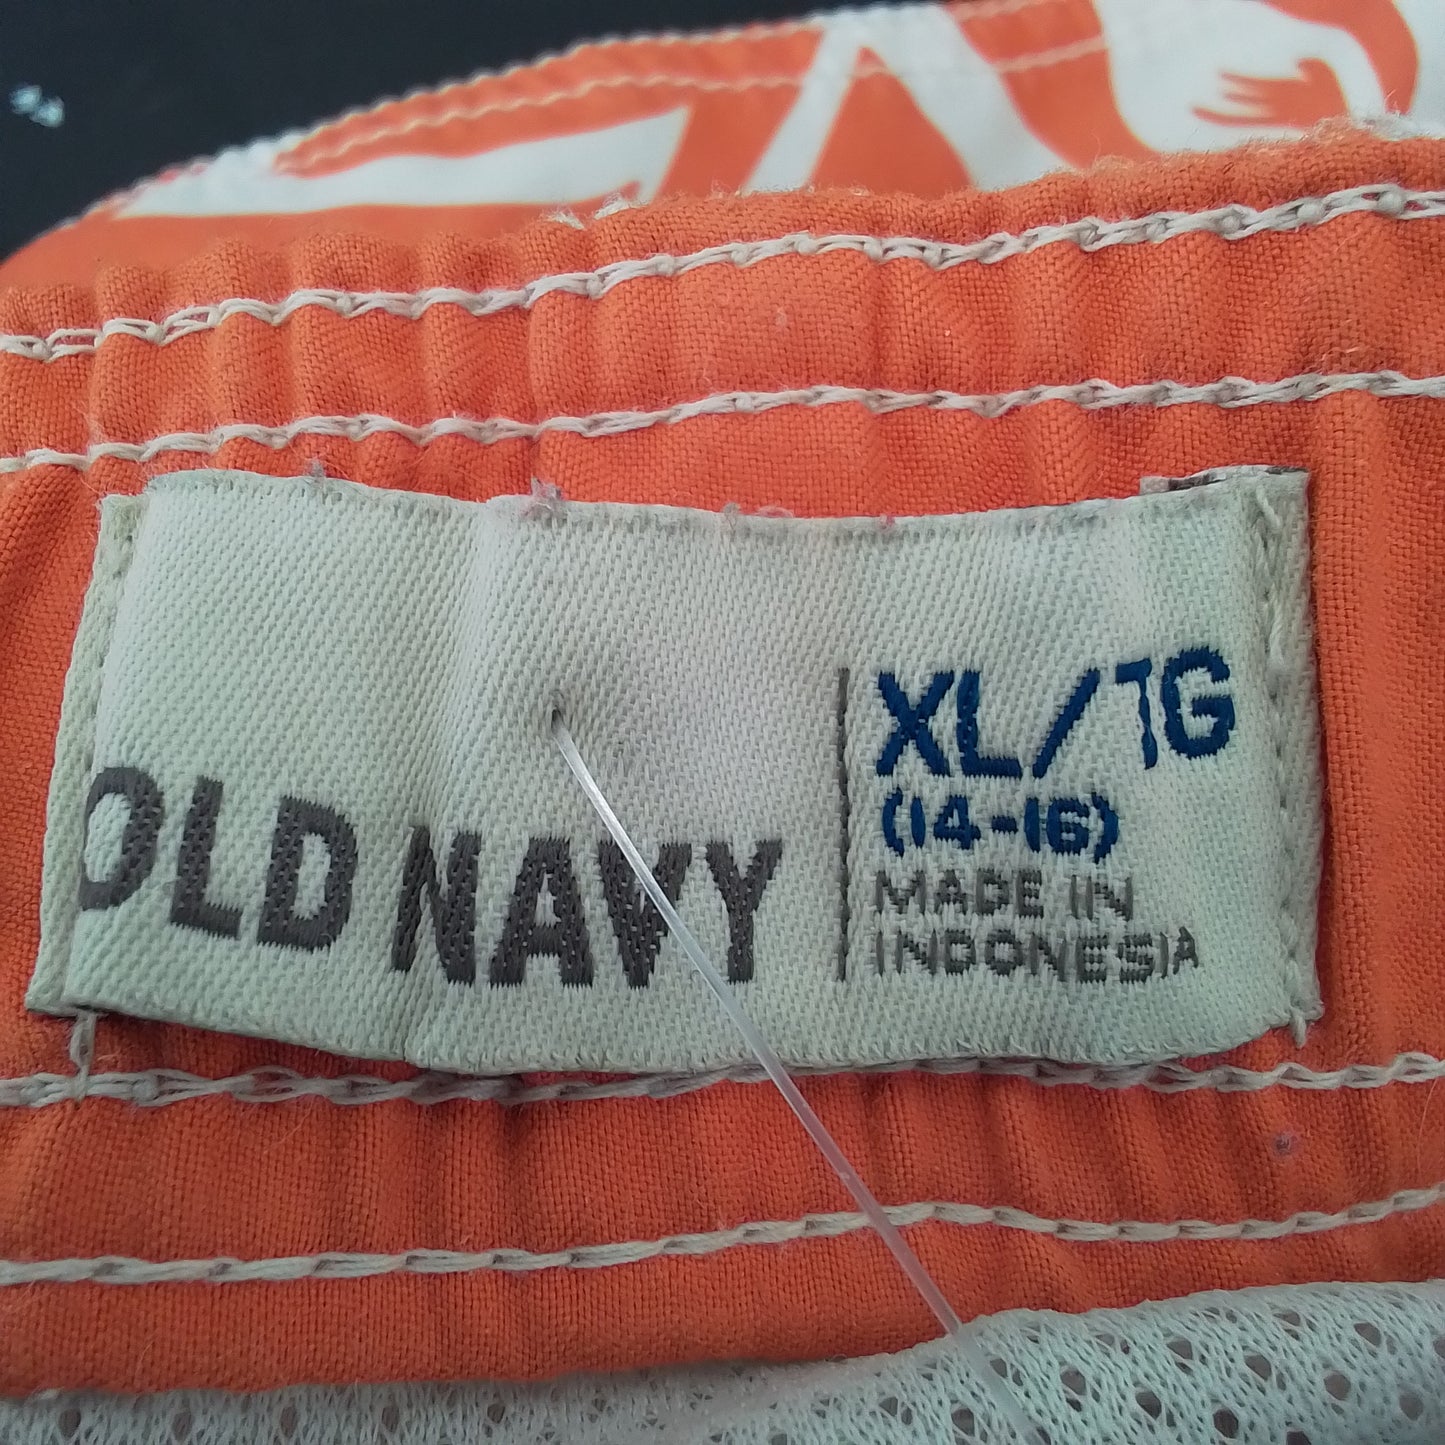 OLD NAVY
XL/TG
(14-16)
MADE IN
INDONESIA